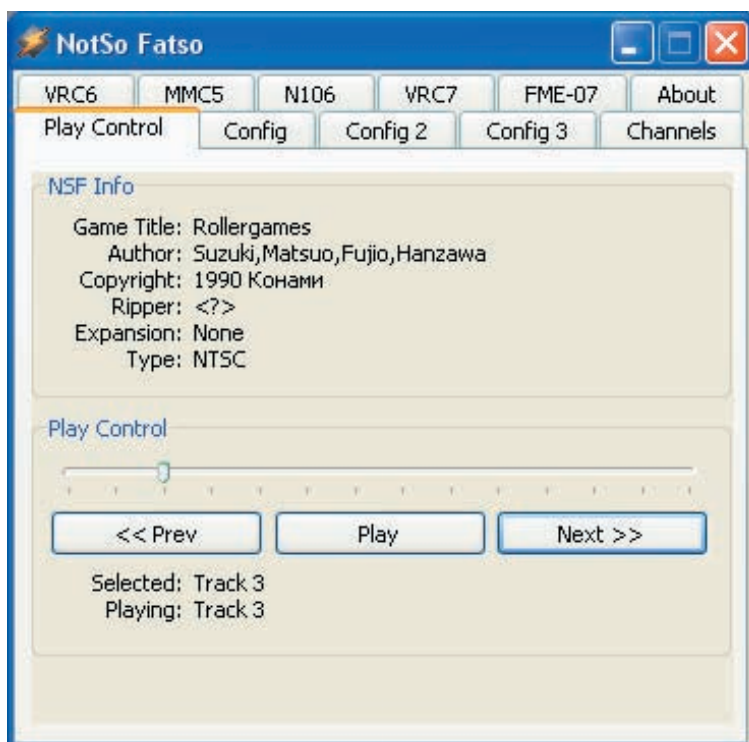 NotSo Fatso
VRC6 MMC5 N106 VRC7 FME-07 About
Play Control Config Config 2 Config 3 Channels
NSF Info
Game Title: Rollergames
Author: Suzuki,Matsuo,Fujio,Hanzawa
Copyright: 1990 Конами
Ripper: <?>
Expansion: None
Type: NTSC
Play Control
<< Prev Play Next >>
Selected: Track 3
Playing: Track 3